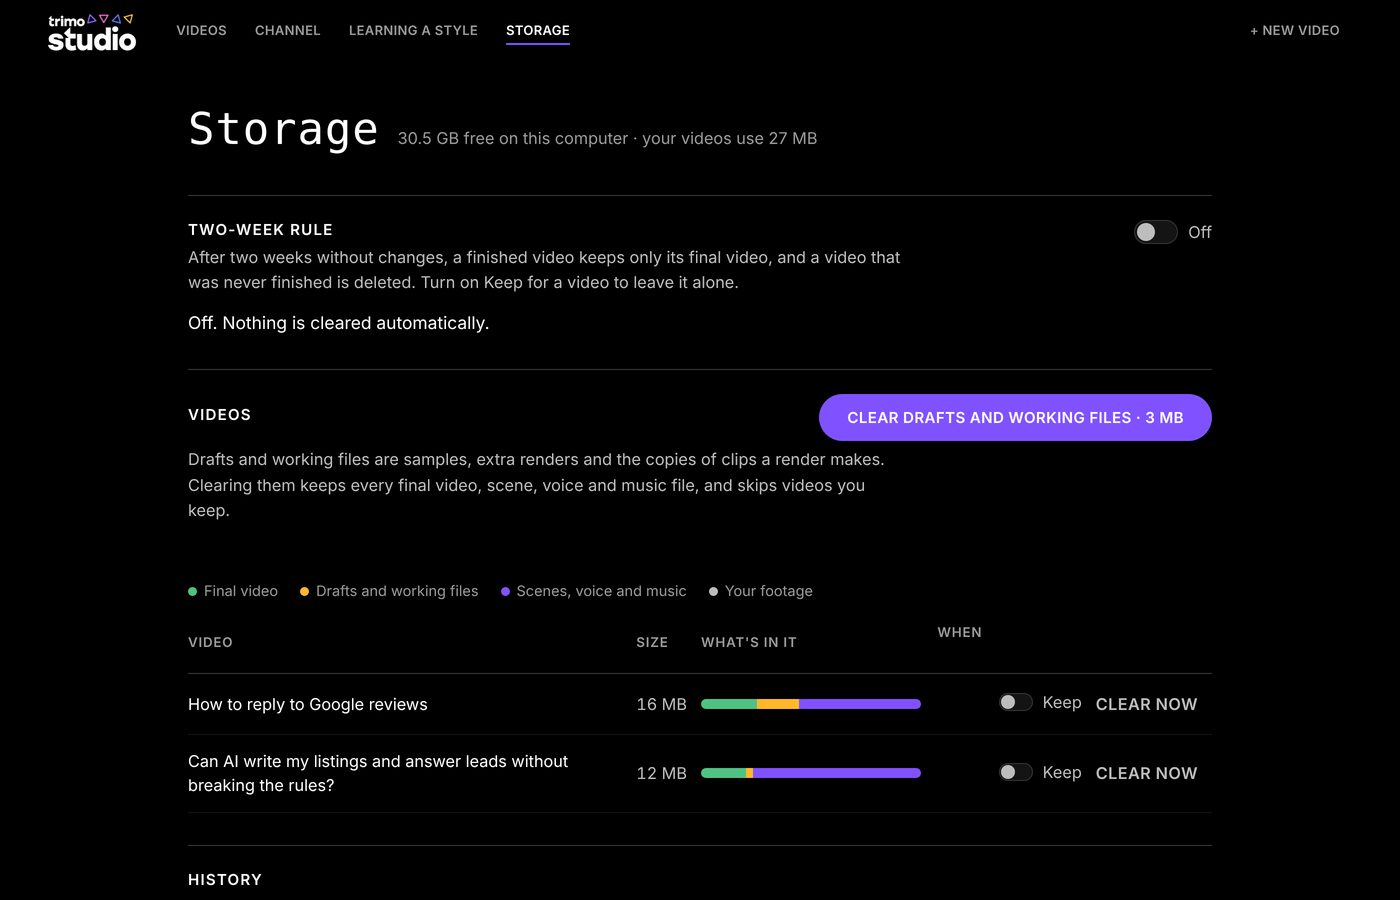 trimo
studio
VIDEOS
CHANNEL
LEARNING A STYLE
STORAGE
+ NEW VIDEO
Storage
30.5 GB free on this computer · your videos use 27 MB
TWO-WEEK RULE
Off
After two weeks without changes, a finished video keeps only its final video, and a video that
was never finished is deleted. Turn on Keep for a video to leave it alone.
Off. Nothing is cleared automatically.
VIDEOS
CLEAR DRAFTS AND WORKING FILES · 3 MB
Drafts and working files are samples, extra renders and the copies of clips a render makes.
Clearing them keeps every final video, scene, voice and music file, and skips videos you
keep.
Final video
Drafts and working files
Scenes, voice and music
Your footage
VIDEO
SIZE
WHAT'S IN IT
WHEN
How to reply to Google reviews
16 MB
Keep
CLEAR NOW
Can AI write my listings and answer leads without
breaking the rules?
12 MB
Keep
CLEAR NOW
HISTORY